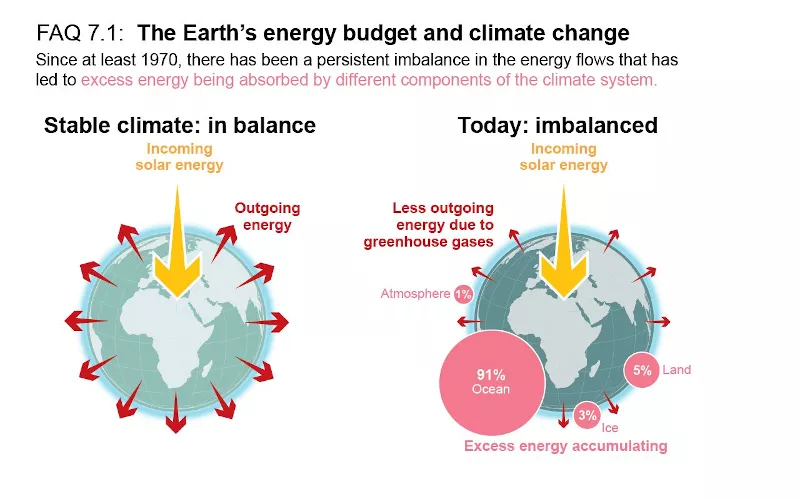 FAQ 7.1: The Earth's energy budget and climate change
Since at least 1970, there has been a persistent imbalance in the energy flows that has
led to excess energy being absorbed by different components of the climate system.
Stable climate: in balance
Incoming
solar energy
Outgoing
energy
Today: imbalanced
Incoming
solar energy
Less outgoing
energy due to
greenhouse gases
Atmosphere 1%
91%
Ocean
5% Land
3%
Ice
Excess energy accumulating